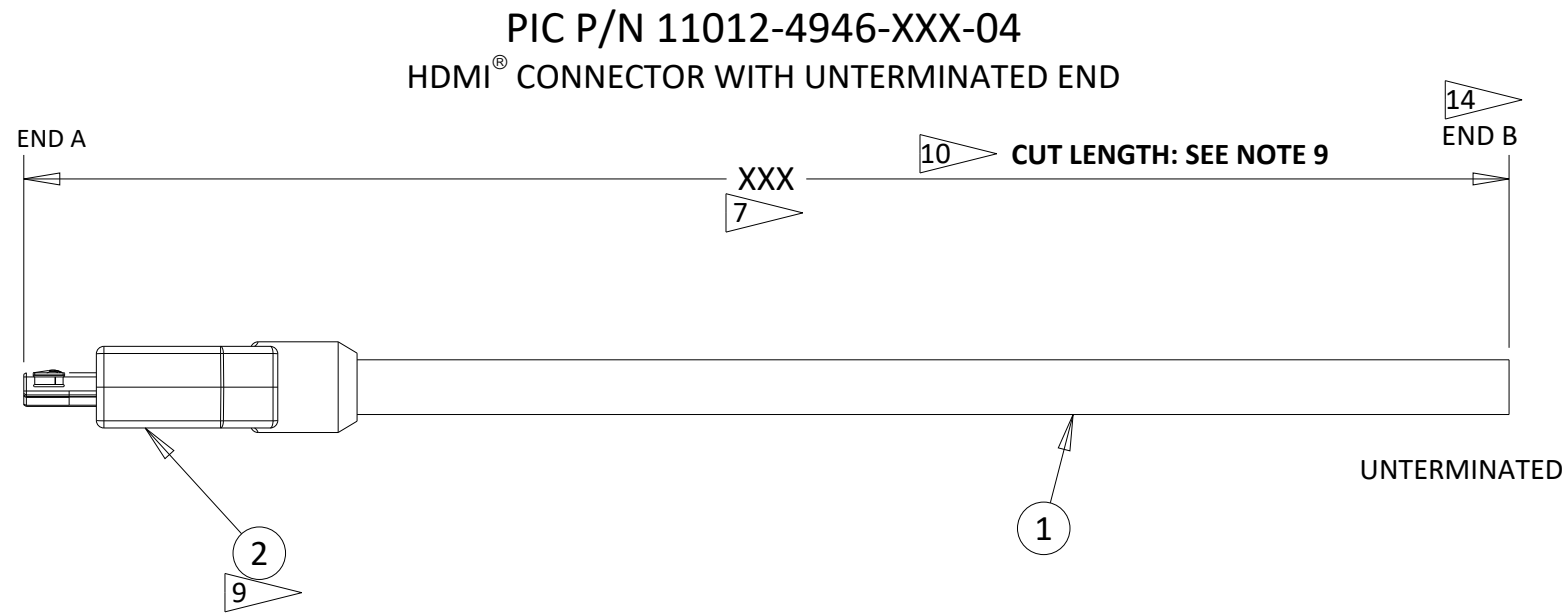 PIC P/N 11012-4946-XXX-04
HDMI® CONNECTOR WITH UNTERMINATED END
14
END A
END B
10 CUT LENGTH: SEE NOTE 9
XXX
7
UNTERMINATED
1
2
9